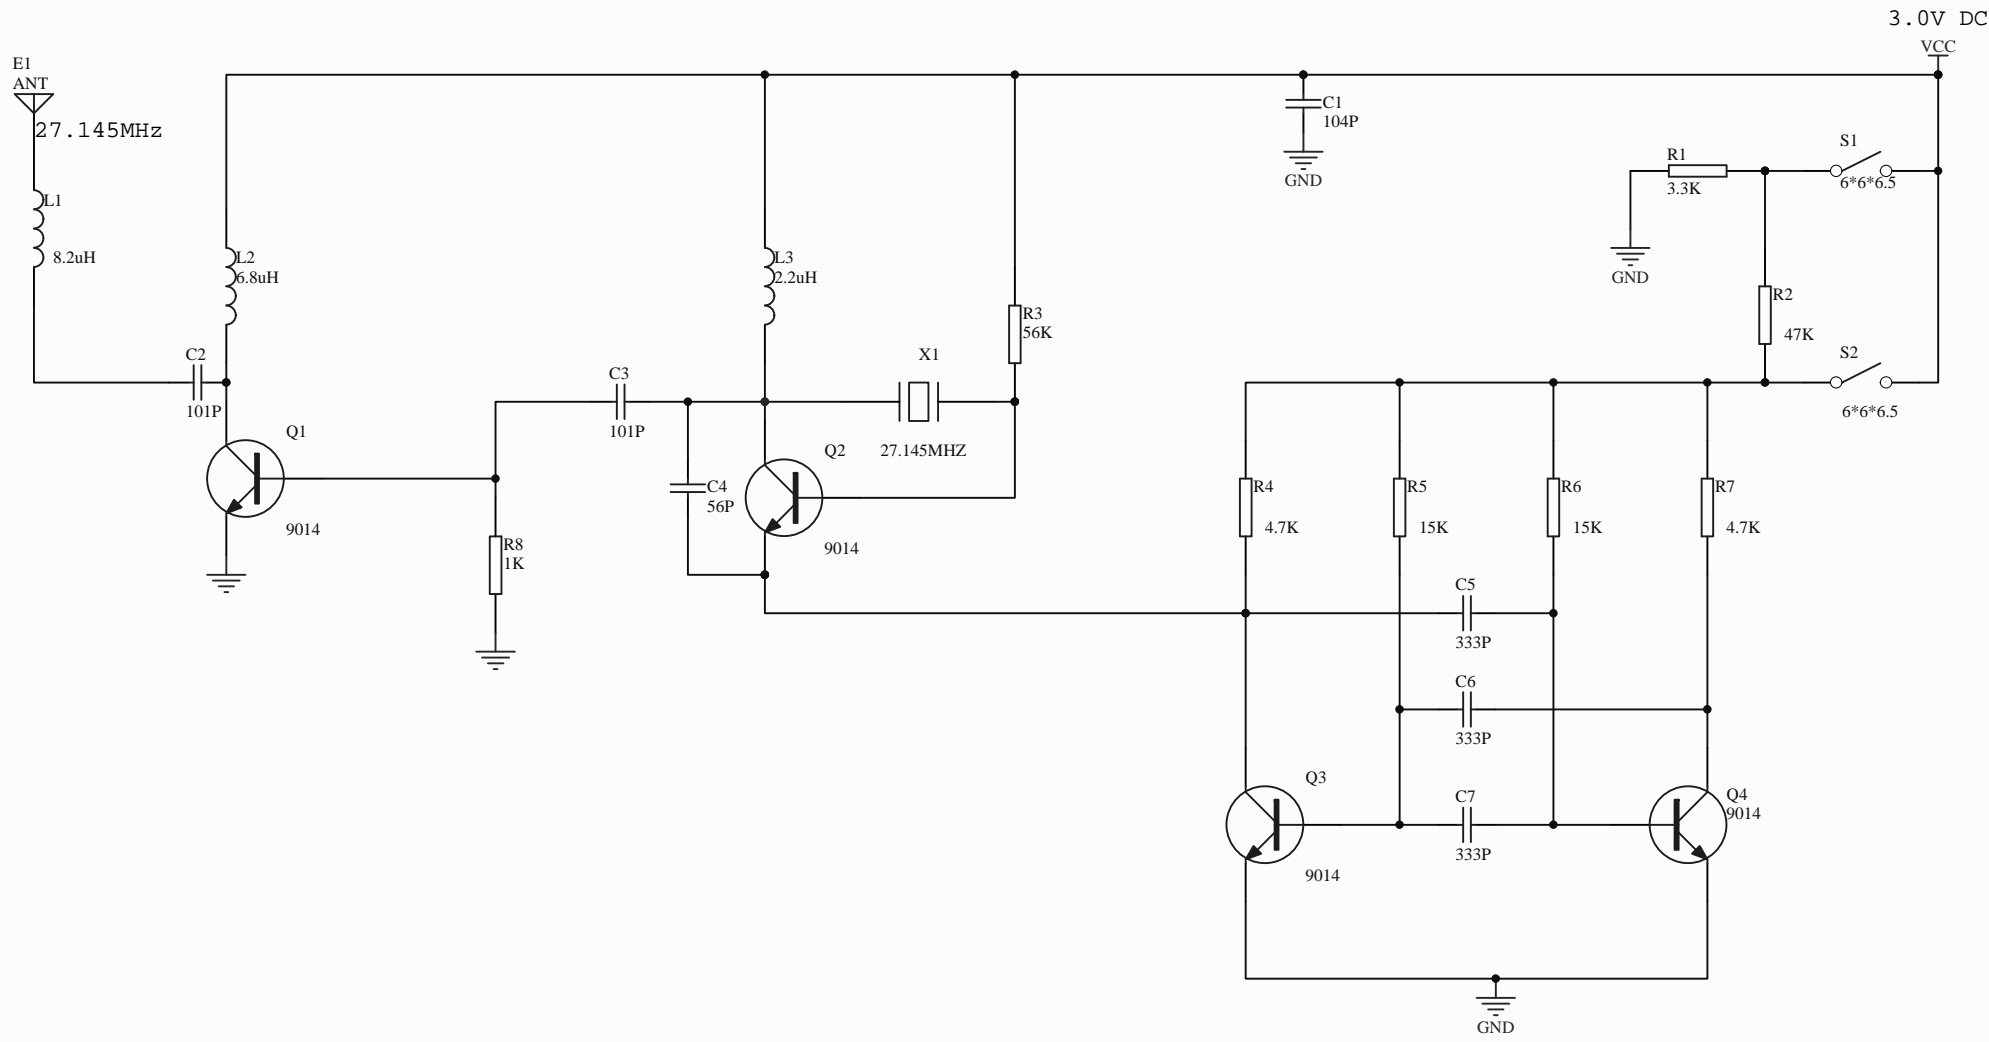 3.0V DC
VCC
E1
ANT
27.145MHz
C1
104P
GND
S1
6*6*6.5
R1
3.3K
GND
L1
8.2uH
L2
6.8uH
L3
2.2uH
R3
56K
R2
47K
S2
6*6*6.5
C2
101P
C3
101P
X1
27.145MHZ
Q1
9014
Q2
9014
C4
56P
R8
1K
R4
4.7K
R5
15K
R6
15K
R7
4.7K
C5
333P
C6
333P
C7
333P
Q3
9014
Q4
9014
GND